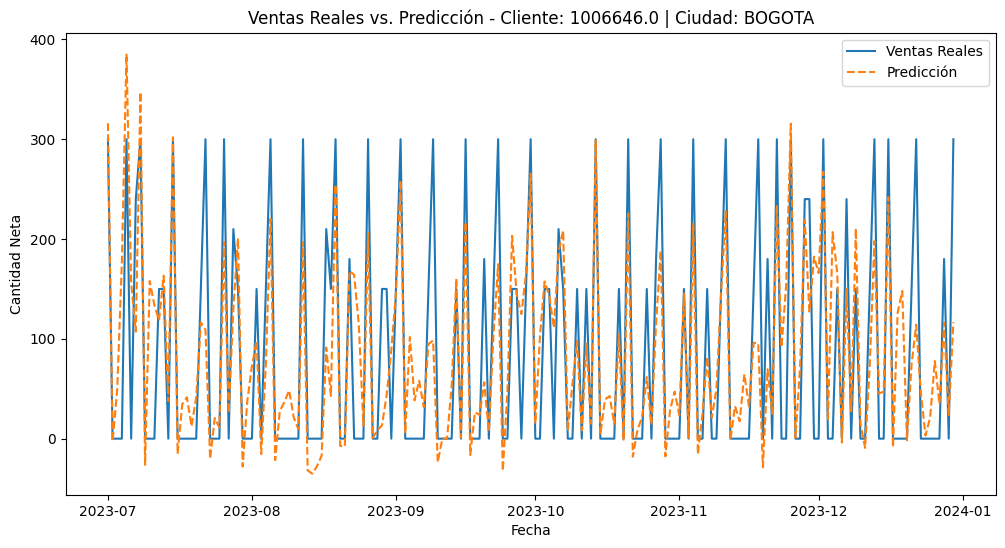 Ventas Reales vs. Predicción - Cliente: 1006646.0 | Ciudad: BOGOTA
Ventas Reales
Predicción
Cantidad Neta
400
300
200
100
0
2023-07
2023-08
2023-09
2023-10
2023-11
2023-12
2024-01
Fecha